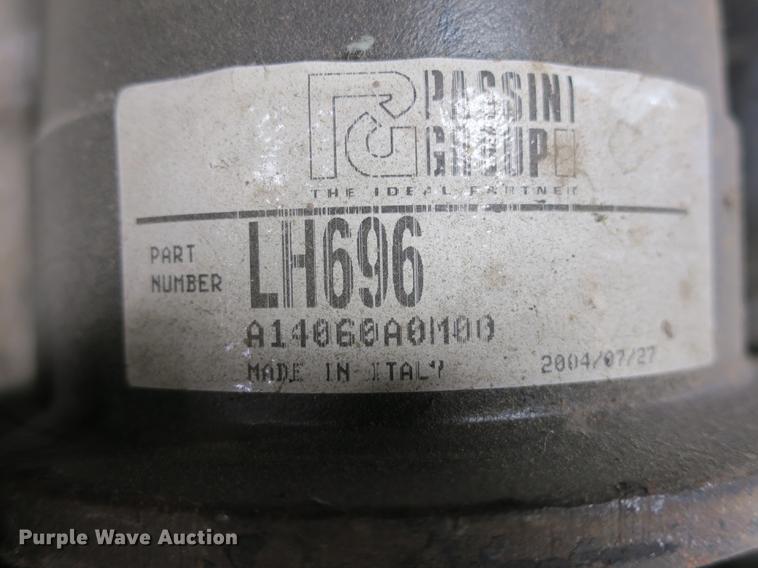 PASSINI
GROUP
THE IDEAL PARTNER
PART
NUMBER
LH696
A14060A0M00
MADE IN ITALY
2004/07/27
Purple Wave Auction